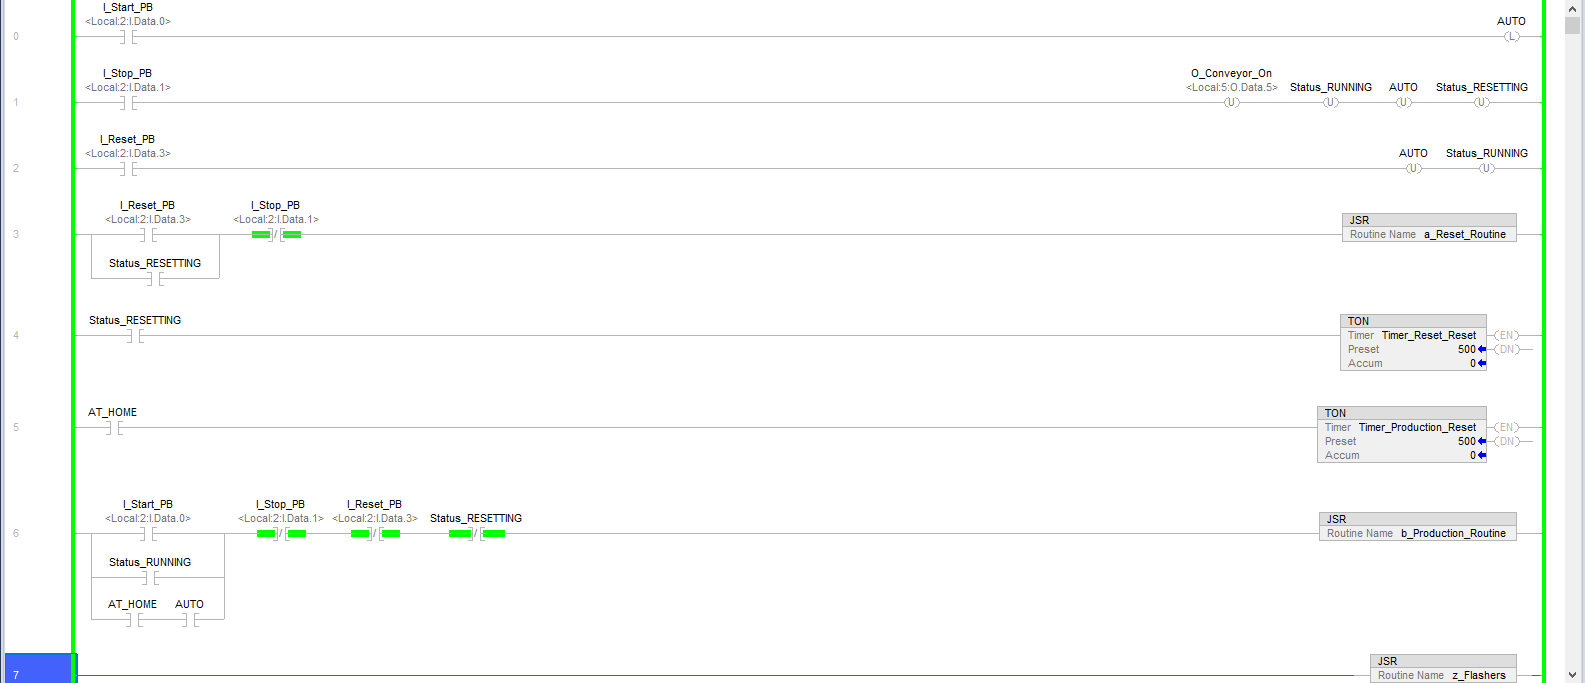 I_Start_PB
<Local:2:I.Data.0>
AUTO
0
L
I_Stop_PB
<Local:2:I.Data.1>
O_Conveyor_On
<Local:5:O.Data.5>
Status_RUNNING
AUTO
Status_RESETTING
1
U
U
U
U
I_Reset_PB
<Local:2:I.Data.3>
AUTO
Status_RUNNING
2
U
U
I_Reset_PB
<Local:2:I.Data.3>
I_Stop_PB
<Local:2:I.Data.1>
JSR
3
/
Routine Name a_Reset_Routine
Status_RESETTING
Status_RESETTING
TON
4
Timer Timer_Reset_Reset
EN
Preset 500
DN
Accum 0
AT_HOME
TON
5
Timer Timer_Production_Reset
EN
Preset 500
DN
Accum 0
I_Start_PB
<Local:2:I.Data.0>
I_Stop_PB
<Local:2:I.Data.1>
I_Reset_PB
<Local:2:I.Data.3>
Status_RESETTING
JSR
6
/
/
/
Routine Name b_Production_Routine
Status_RUNNING
AT_HOME
AUTO
JSR
7
Routine Name z_Flashers